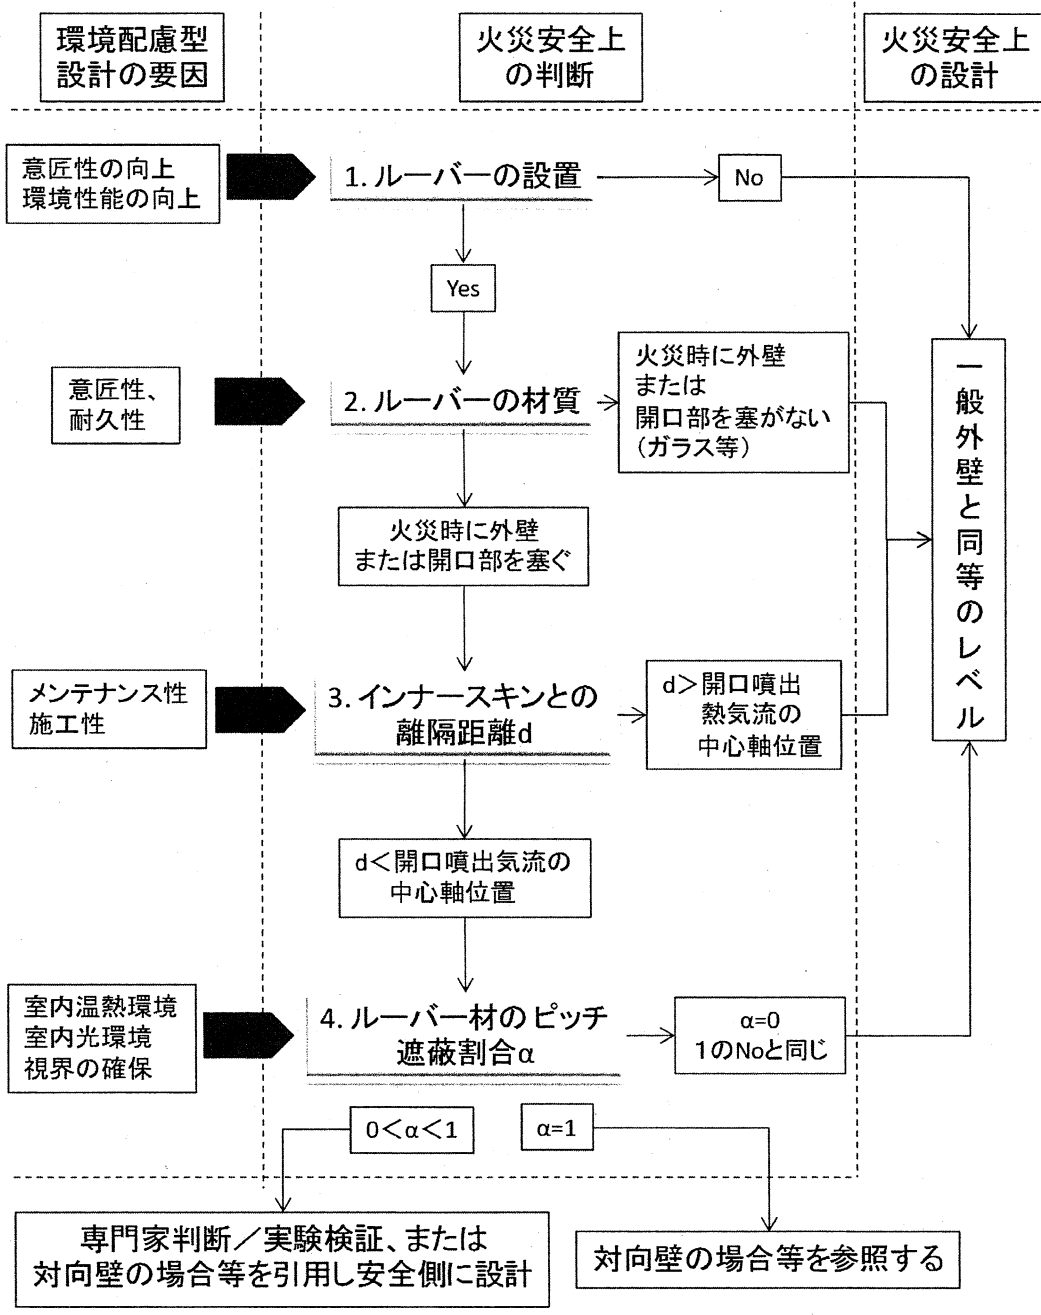 環境配慮型
設計の要因
火災安全上
の判断
火災安全上
の設計
意匠性の向上
環境性能の向上
1. ルーバーの設置
No
Yes
意匠性、
耐久性
2. ルーバーの材質
火災時に外壁
または
開口部を塞がない
（ガラス等）
一般外壁と同等のレベル
火災時に外壁
または開口部を塞ぐ
メンテナンス性
施工性
3. インナースキンとの
離隔距離d
d＞開口噴出
熱気流の
中心軸位置
d＜開口噴出気流の
中心軸位置
室内温熱環境
室内光環境
視界の確保
4. ルーバー材のピッチ
遮蔽割合α
α=0
1のNoと同じ
0＜α＜1
α=1
専門家判断／実験検証、または
対向壁の場合等を引用し安全側に設計
対向壁の場合等を参照する